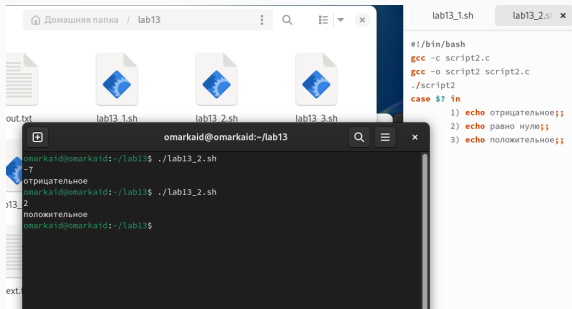 Домашняя папка / lab13
lab13_1.sh
lab13_2.sh
#!/bin/bash
gcc -c script2.c
gcc -o script2 script2.c
./script2
case $? in
1) echo отрицательное;;
2) echo равно нулю;;
3) echo положительное;;
out.txt
lab13_1.sh
lab13_2.sh
lab13_3.sh
omarkaid@omarkaid:~/lab13
omarkaid@omarkaid:~/lab13$ ./lab13_2.sh
-7
отрицательное
omarkaid@omarkaid:~/lab13$ ./lab13_2.sh
2
положительное
omarkaid@omarkaid:~/lab13$